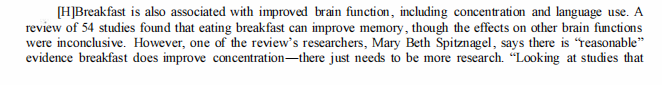 [H]Breakfast is also associated with improved brain function, including concentration and language use. A
review of 54 studies found that eating breakfast can improve memory, though the effects on other brain functions
were inconclusive. However, one of the review's researchers, Mary Beth Spitznagel, says there is “reasonable”
evidence breakfast does improve concentration—there just needs to be more research. “Looking at studies that